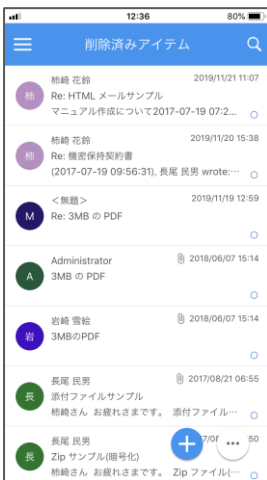 12:36
80%
削除済みアイテム
柿崎 花鈴 2019/11/21 11:07
柿
Re: HTML メールサンプル
マニュアル作成について2017-07-19 07:2...
柿崎 花鈴 2019/11/20 15:38
柿
Re: 機密保持契約書
(2017-07-19 09:56:31), 長尾 民男 wrote:…
＜無題＞ 2019/11/19 12:59
M
Re: 3MB の PDF
Administrator 2018/06/07 15:14
A
3MB の PDF
岩崎 雪絵 2018/06/07 15:14
岩
3MBのPDF
長尾 民男 2017/08/21 06:55
長
添付ファイルサンプル
柿崎さん お疲れさまです。 添付ファイル…
長尾 民男
長
Zip サンプル(暗号化)
柿崎さん お疲れさまです。 Zip ファイル(…